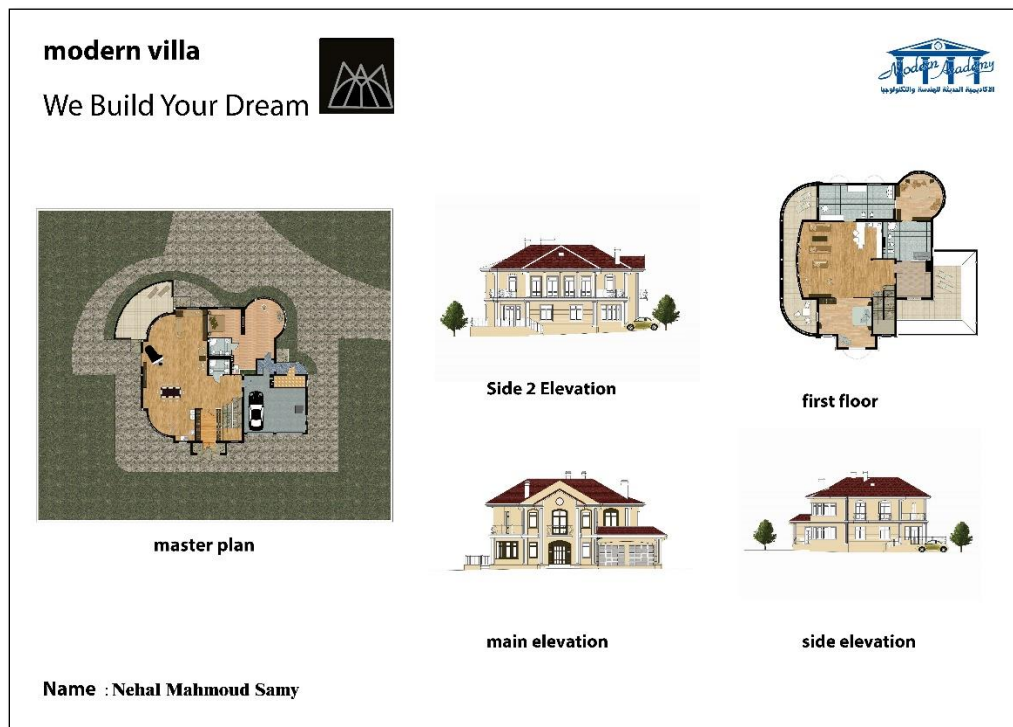 modern villa
We Build Your Dream
Modern Academy
الاكاديمية الحديثة للهندسة والتكنولوجيا
Side 2 Elevation
first floor
master plan
main elevation
side elevation
Name : Nehal Mahmoud Samy